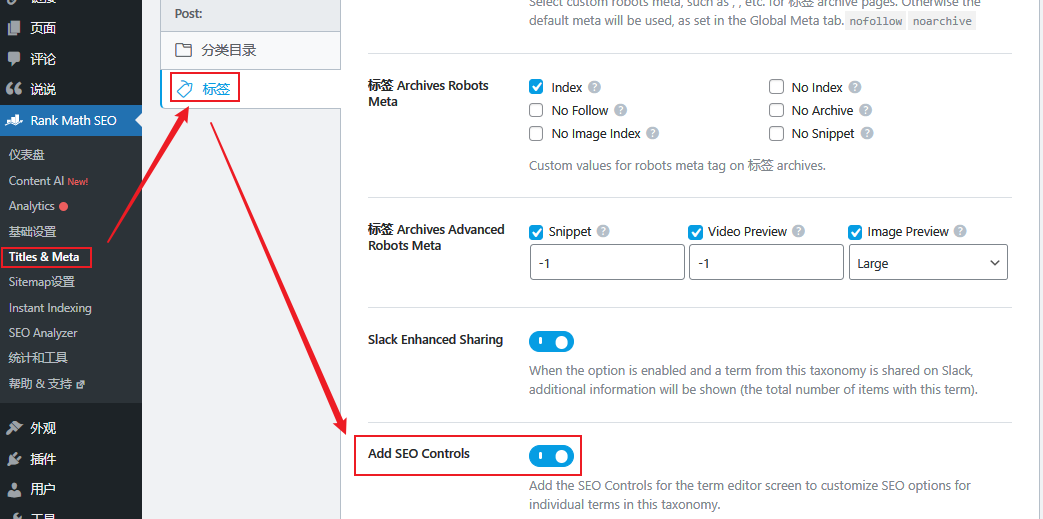 页面
评论
说说
Rank Math SEO
仪表盘
Content AI New!
Analytics
基础设置
Titles & Meta
Sitemap设置
Instant Indexing
SEO Analyzer
统计和工具
帮助 & 支持
外观
插件
用户
工具
Post:
分类目录
标签
Select custom robots meta, such as , , etc. for 标签 archive pages. Otherwise the
default meta will be used, as set in the Global Meta tab. nofollow noarchive
标签 Archives Robots
Meta
Index ? No Index ?
No Follow ? No Archive ?
No Image Index ? No Snippet ?
Custom values for robots meta tag on 标签 archives.
标签 Archives Advanced
Robots Meta
Snippet ? Video Preview ? Image Preview ?
-1 -1 Large
Slack Enhanced Sharing
When the option is enabled and a term from this taxonomy is shared on Slack,
additional information will be shown (the total number of items with this term).
Add SEO Controls
Add the SEO Controls for the term editor screen to customize SEO options for
individual terms in this taxonomy.